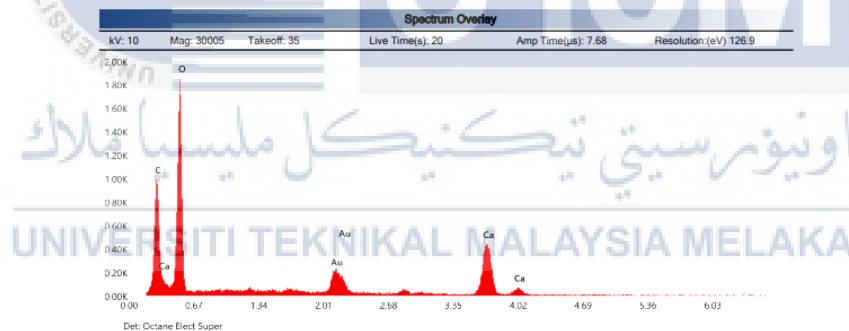 Spectrum Overlay
kV: 10 Mag: 30005 Takeoff: 35 Live Time(s): 20 Amp Time(µs): 7.68 Resolution:(eV) 126.9
2.00K
O
1.80K
1.60K
1.40K
اونيۏرسيتي تيكنيكل مليسيا ملاك
1.20K
C
1.00K
0.80K
0.60K
Au
Ca
UNIVERSITI TEKNIKAL MALAYSIA MELAKA
0.40K
Au
Ca
0.20K
Ca
0.00K
0.00 0.67 1.34 2.01 2.68 3.35 4.02 4.69 5.36 6.03
Det: Octane Elect Super